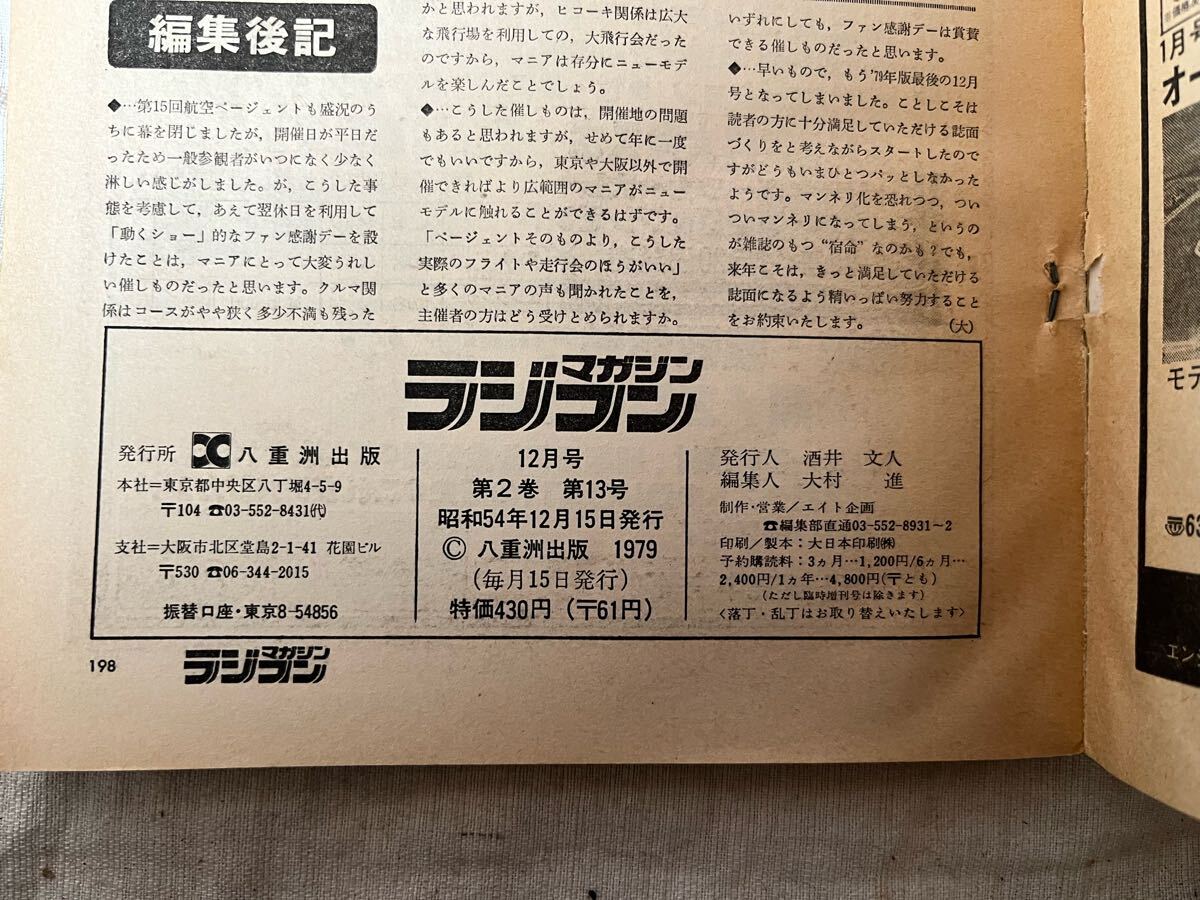 編集後記
◆…第15回航空ページェントも盛況のう
ちに幕を閉じましたが，開催日が平日だ
ったため一般参観者がいつになく少なく
淋しい感じがしました。が，こうした事
態を考慮して，あえて翌休日を利用して
「動くショー」的なファン感謝デーを設
けたことは，マニアにとって大変うれし
い催しものだったと思います。クルマ関
係はコースがやや狭く多少不満も残った
かと思われますが，ヒコーキ関係は広大
な飛行場を利用しての，大飛行会だった
のですから，マニアは存分にニューモデ
ルを楽しんだことでしょう。
◆…こうした催しものは，開催地の問題
もあると思われますが，せめて年に一度
でもいいですから，東京や大阪以外で開
催できればより広範囲のマニアがニュー
モデルに触れることができるはずです。
「ページェントそのものより，こうした
実際のフライトや走行会のほうがいい」
と多くのマニアの声も聞かれたことを，
主催者の方はどう受けとめられますか。
いずれにしても，ファン感謝デーは賞賛
できる催しものだったと思います。
◆…早いもので，もう'79年版最後の12月
号となってしまいました。ことしこそは
読者の方に十分満足していただける誌面
づくりをと考えながらスタートしたので
すがどうもいまひとつパッとしなかった
ようです。マンネリ化を恐れつつ，つい
ついマンネリになってしまう，というの
が雑誌のもつ“宿命”なのかも？でも，
来年こそは，きっと満足していただける
誌面になるよう精いっぱい努力すること
をお約束いたします。 （大）
ラジコンマガジン
発行所 八重洲出版
本社＝東京都中央区八丁堀4-5-9
〒104 ☎03-552-8431㈹
支社＝大阪市北区堂島2-1-41 花園ビル
〒530 ☎06-344-2015
振替口座・東京8-54856
12月号
第2巻 第13号
昭和54年12月15日発行
© 八重洲出版 1979
（毎月15日発行）
特価430円（〒61円）
発行人 酒井 文人
編集人 大村 進
制作・営業／エイト企画
☎編集部直通03-552-8931〜2
印刷／製本：大日本印刷㈱
予約購読料：3ヵ月…1,200円/6ヵ月…
2,400円/1ヵ年…4,800円(〒とも)
（ただし臨時増刊号は除きます）
〈落丁・乱丁はお取り替えいたします〉
198 ラジコンマガジン
1月号
オー
モデ
63
エン